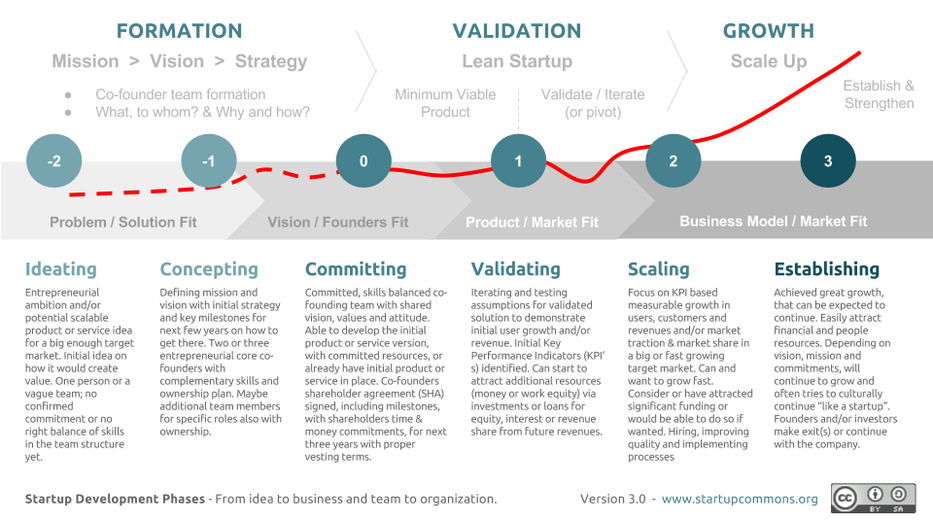 FORMATION
Mission > Vision > Strategy
● Co-founder team formation
● What, to whom? & Why and how?
VALIDATION
Lean Startup
Minimum Viable
Product
Validate / Iterate
(or pivot)
GROWTH
Scale Up
Establish &
Strengthen
-2
-1
0
1
2
3
Problem / Solution Fit
Vision / Founders Fit
Product / Market Fit
Business Model / Market Fit
Ideating
Entrepreneurial
ambition and/or
potential scalable
product or service idea
for a big enough target
market. Initial idea on
how it would create
value. One person or a
vague team; no
confirmed
commitment or no
right balance of skills
in the team structure
yet.
Concepting
Defining mission and
vision with initial strategy
and key milestones for
next few years on how to
get there. Two or three
entrepreneurial core co-
founders with
complementary skills and
ownership plan. Maybe
additional team members
for specific roles also with
ownership.
Committing
Committed, skills balanced co-
founding team with shared
vision, values and attitude.
Able to develop the initial
product or service version,
with committed resources, or
already have initial product or
service in place. Co-founders
shareholder agreement (SHA)
signed, including milestones,
with shareholders time &
money commitments, for next
three years with proper
vesting terms.
Validating
Iterating and testing
assumptions for validated
solution to demonstrate
initial user growth and/or
revenue. Initial Key
Performance Indicators (KPI'
s) identified. Can start to
attract additional resources
(money or work equity) via
investments or loans for
equity, interest or revenue
share from future revenues.
Scaling
Focus on KPI based
measurable growth in
users, customers and
revenues and/or market
traction & market share in
a big or fast growing
target market. Can and
want to grow fast.
Consider or have attracted
significant funding or
would be able to do so if
wanted. Hiring, improving
quality and implementing
processes
Establishing
Achieved great growth,
that can be expected to
continue. Easily attract
financial and people
resources. Depending on
vision, mission and
commitments, will
continue to grow and
often tries to culturally
continue “like a startup”.
Founders and/or investors
make exit(s) or continue
with the company.
Startup Development Phases - From idea to business and team to organization.
Version 3.0 - www.startupcommons.org
cc
BY SA